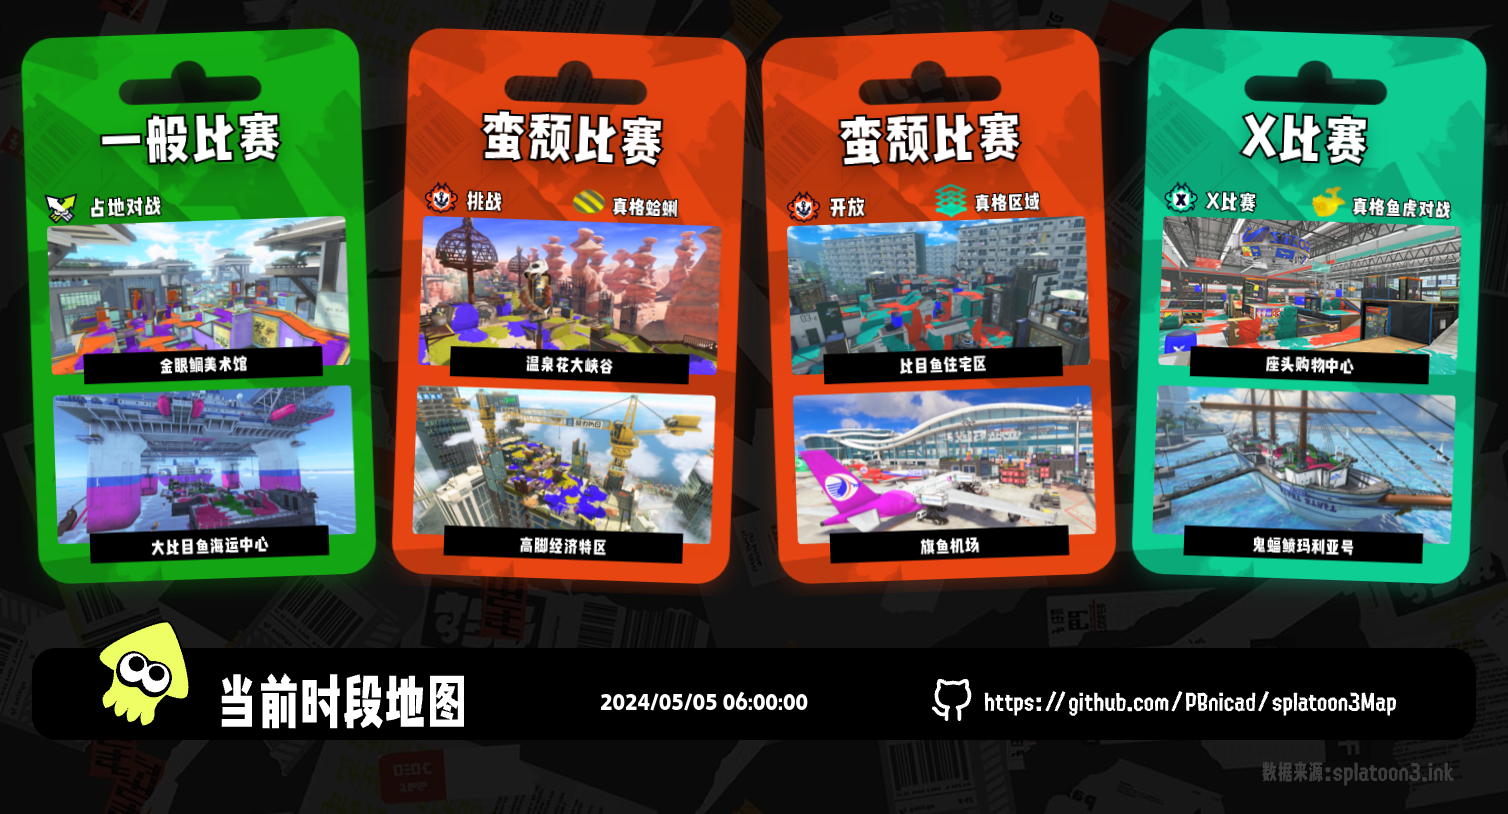 一般比赛
占地对战
金眼鲷美术馆
大比目鱼海运中心
蛮颓比赛
挑战
真格蛤蜊
温泉花大峡谷
高脚经济特区
蛮颓比赛
开放
真格区域
比目鱼住宅区
旗鱼机场
X比赛
X比赛
真格鱼虎对战
座头购物中心
鬼蝠鲼玛利亚号
当前时段地图
2024/05/05 06:00:00
https://github.com/PBnicad/splatoon3Map
数据来源:splatoon3.ink